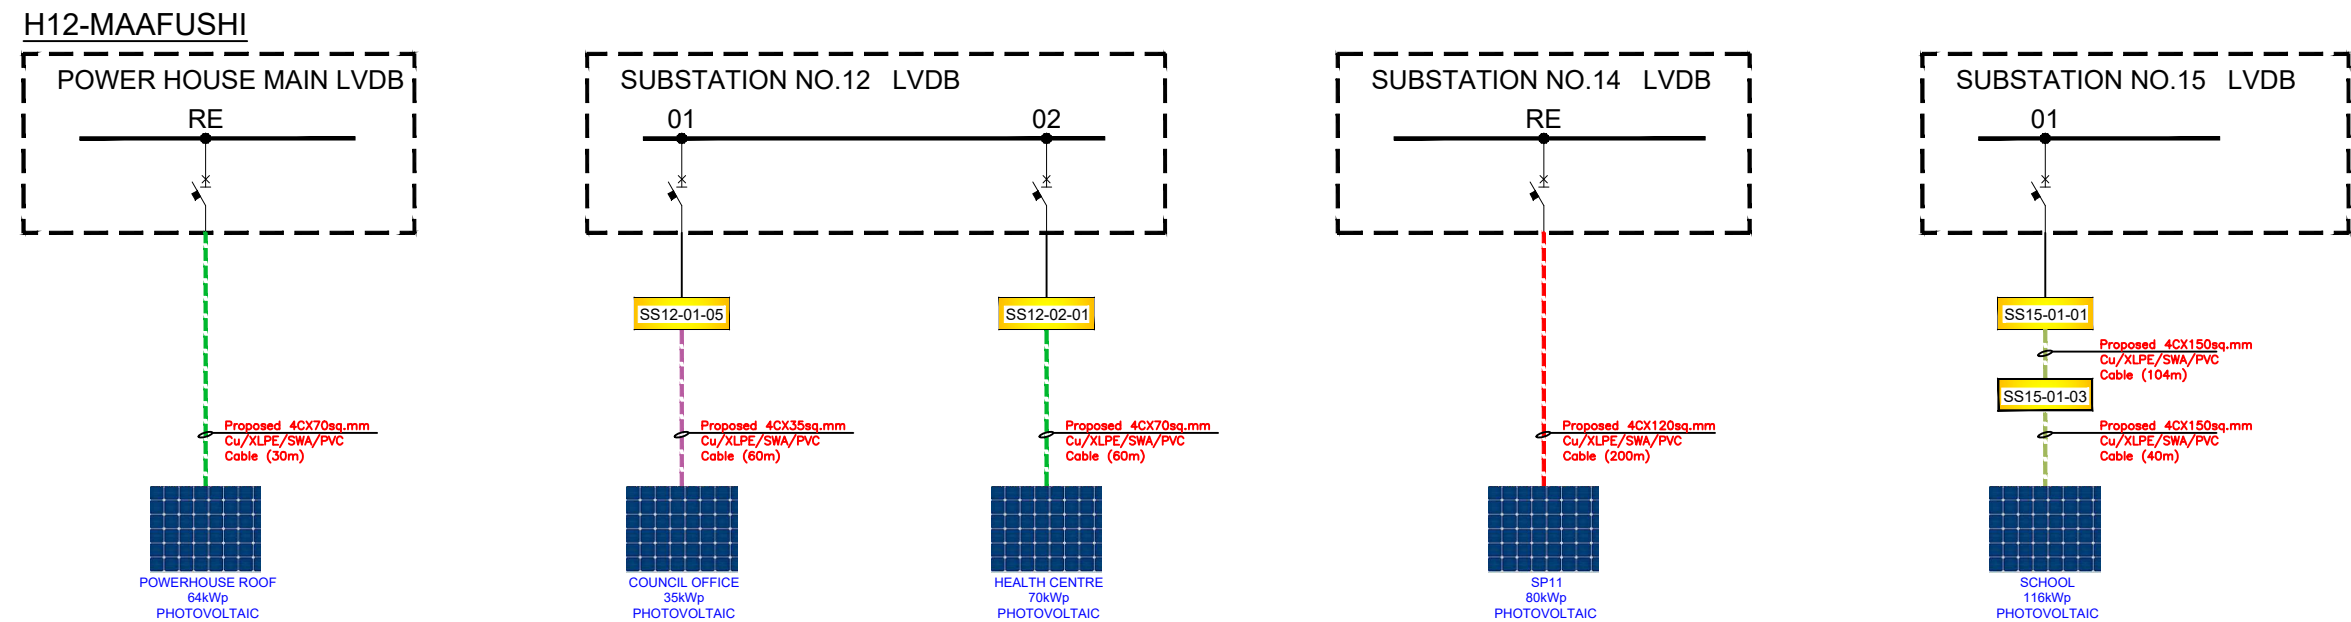 H12-MAAFUSHI
POWER HOUSE MAIN LVDB
RE
Proposed 4CX70sq.mm
Cu/XLPE/SWA/PVC
Cable (30m)
POWERHOUSE ROOF
64kWp
PHOTOVOLTAIC
SUBSTATION NO.12 LVDB
01
02
SS12-01-05
SS12-02-01
Proposed 4CX35sq.mm
Cu/XLPE/SWA/PVC
Cable (60m)
Proposed 4CX70sq.mm
Cu/XLPE/SWA/PVC
Cable (60m)
COUNCIL OFFICE
35kWp
PHOTOVOLTAIC
HEALTH CENTRE
70kWp
PHOTOVOLTAIC
SUBSTATION NO.14 LVDB
RE
Proposed 4CX120sq.mm
Cu/XLPE/SWA/PVC
Cable (200m)
SP11
80kWp
PHOTOVOLTAIC
SUBSTATION NO.15 LVDB
01
SS15-01-01
Proposed 4CX150sq.mm
Cu/XLPE/SWA/PVC
Cable (104m)
SS15-01-03
Proposed 4CX150sq.mm
Cu/XLPE/SWA/PVC
Cable (40m)
SCHOOL
116kWp
PHOTOVOLTAIC